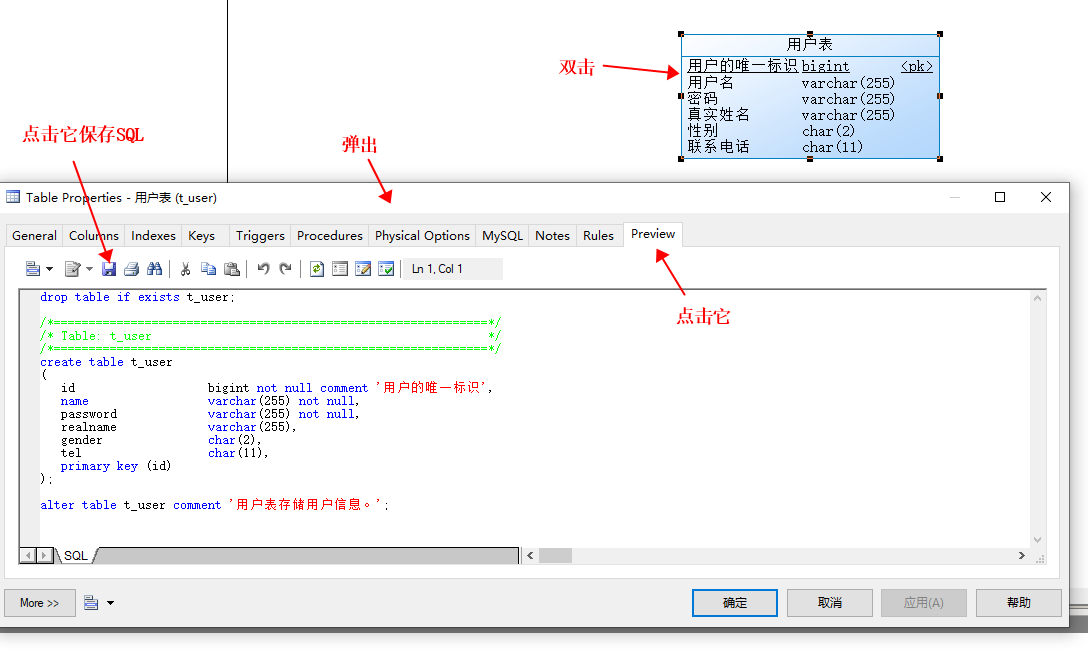 用户表
用户的唯一标识 bigint <pk>
用户名 varchar(255)
密码 varchar(255)
真实姓名 varchar(255)
性别 char(2)
联系电话 char(11)
双击
点击它保存SQL
弹出
Table Properties - 用户表 (t_user)
General Columns Indexes Keys Triggers Procedures Physical Options MySQL Notes Rules Preview
Ln 1, Col 1
点击它
drop table if exists t_user;
/*==============================================================*/
/* Table: t_user */
/*==============================================================*/
create table t_user
(
id bigint not null comment '用户的唯一标识',
name varchar(255) not null,
password varchar(255) not null,
realname varchar(255),
gender char(2),
tel char(11),
primary key (id)
);
alter table t_user comment '用户表存储用户信息。';
SQL
More >> 确定 取消 应用(A) 帮助